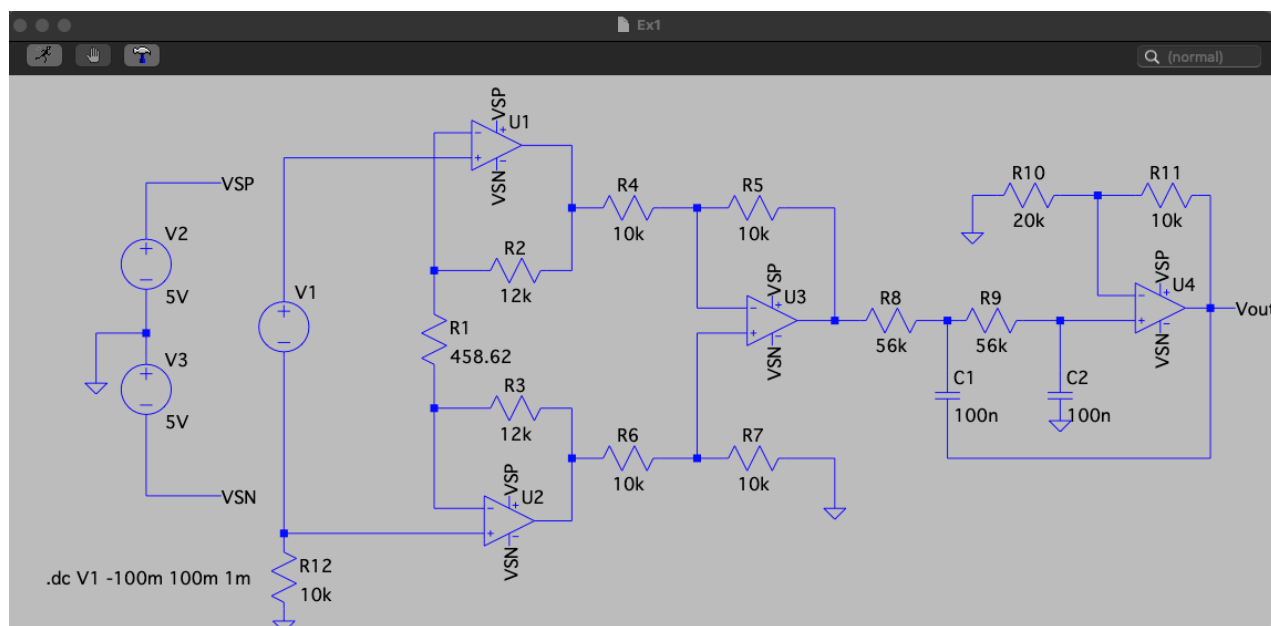 Ex1
(normal)
VSP
V2
5V
V3
5V
VSN
V1
.dc V1 -100m 100m 1m
R12
10k
VSP
U1
VSN
R2
12k
R1
458.62
R3
12k
VSP
U2
VSN
R4
10k
R5
10k
VSP
U3
VSN
R6
10k
R7
10k
R8
56k
R9
56k
C1
100n
C2
100n
R10
20k
R11
10k
VSP
U4
VSN
Vout